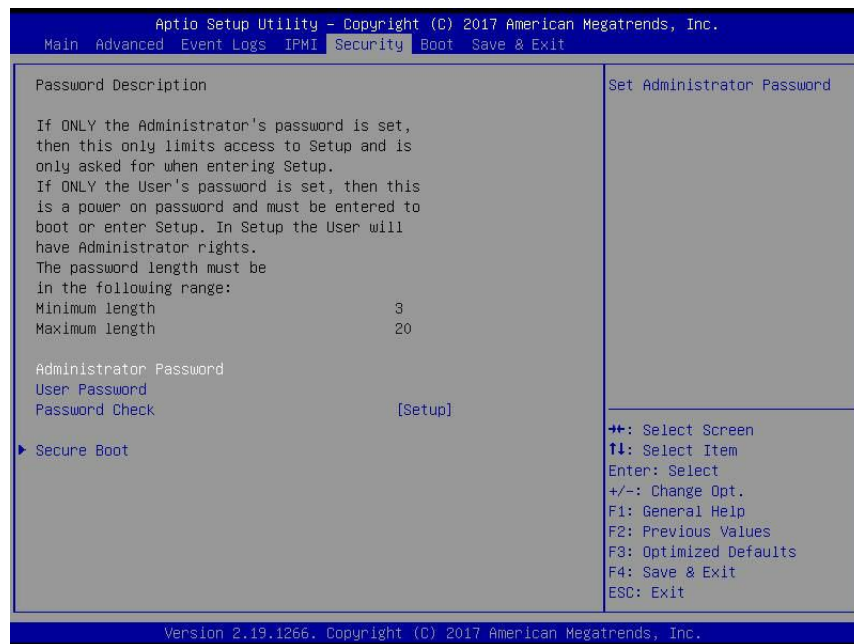 Aptio Setup Utility – Copyright (C) 2017 American Megatrends, Inc.
Main Advanced Event Logs IPMI Security Boot Save & Exit
Password Description
If ONLY the Administrator's password is set,
then this only limits access to Setup and is
only asked for when entering Setup.
If ONLY the User's password is set, then this
is a power on password and must be entered to
boot or enter Setup. In Setup the User will
have Administrator rights.
The password length must be
in the following range:
Minimum length 3
Maximum length 20
Administrator Password
User Password
Password Check [Setup]
Secure Boot
Set Administrator Password
→←: Select Screen
↑↓: Select Item
Enter: Select
+/-: Change Opt.
F1: General Help
F2: Previous Values
F3: Optimized Defaults
F4: Save & Exit
ESC: Exit
Version 2.19.1266. Copyright (C) 2017 American Megatrends, Inc.